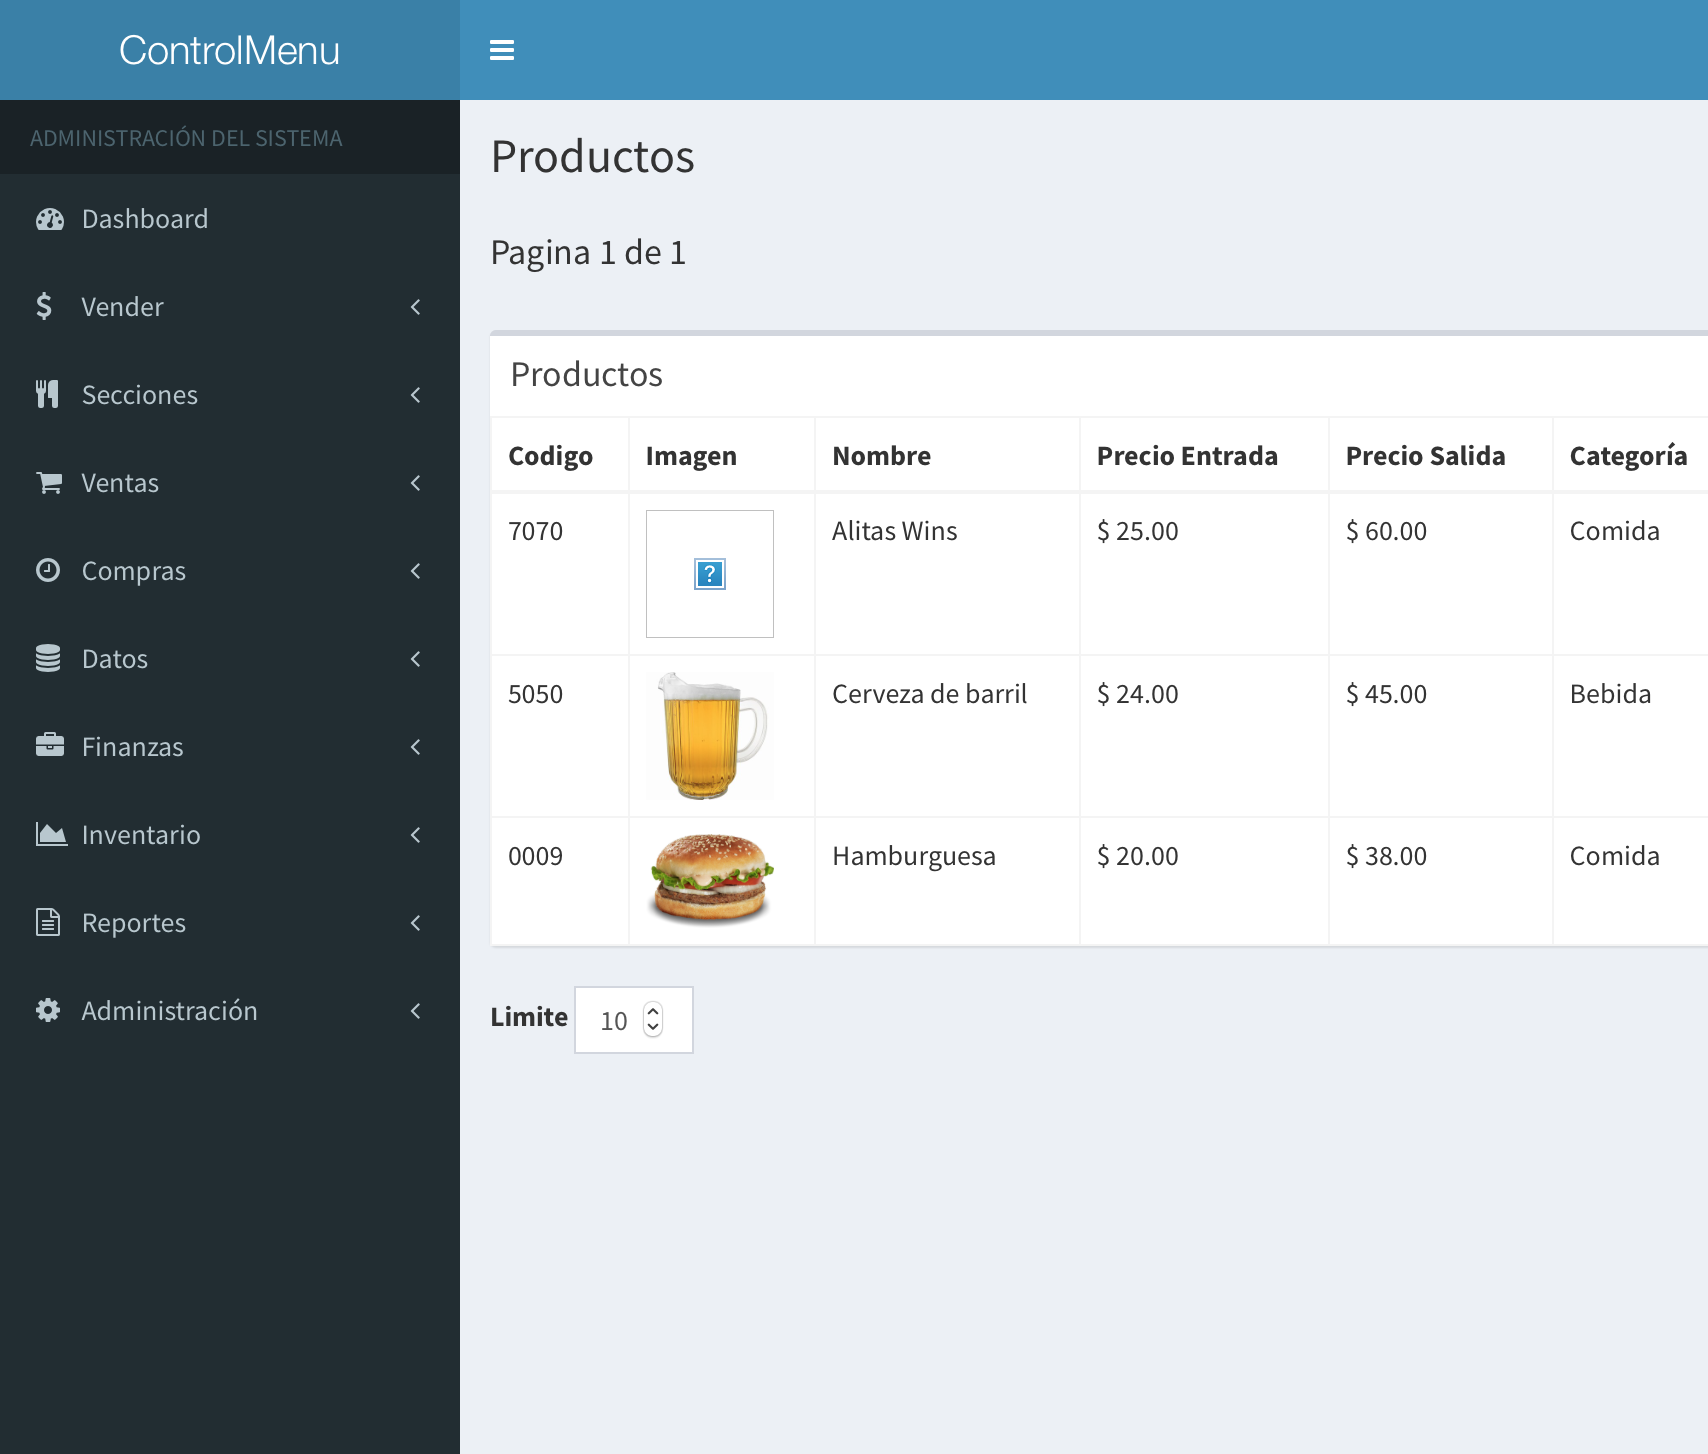 ControlMenu
ADMINISTRACIÓN DEL SISTEMA
Dashboard
Vender
Secciones
Ventas
Compras
Datos
Finanzas
Inventario
Reportes
Administración
Productos
Pagina 1 de 1
Productos
Codigo Imagen Nombre Precio Entrada Precio Salida Categoría
7070 Alitas Wins $ 25.00 $ 60.00 Comida
5050 Cerveza de barril $ 24.00 $ 45.00 Bebida
0009 Hamburguesa $ 20.00 $ 38.00 Comida
Limite 10